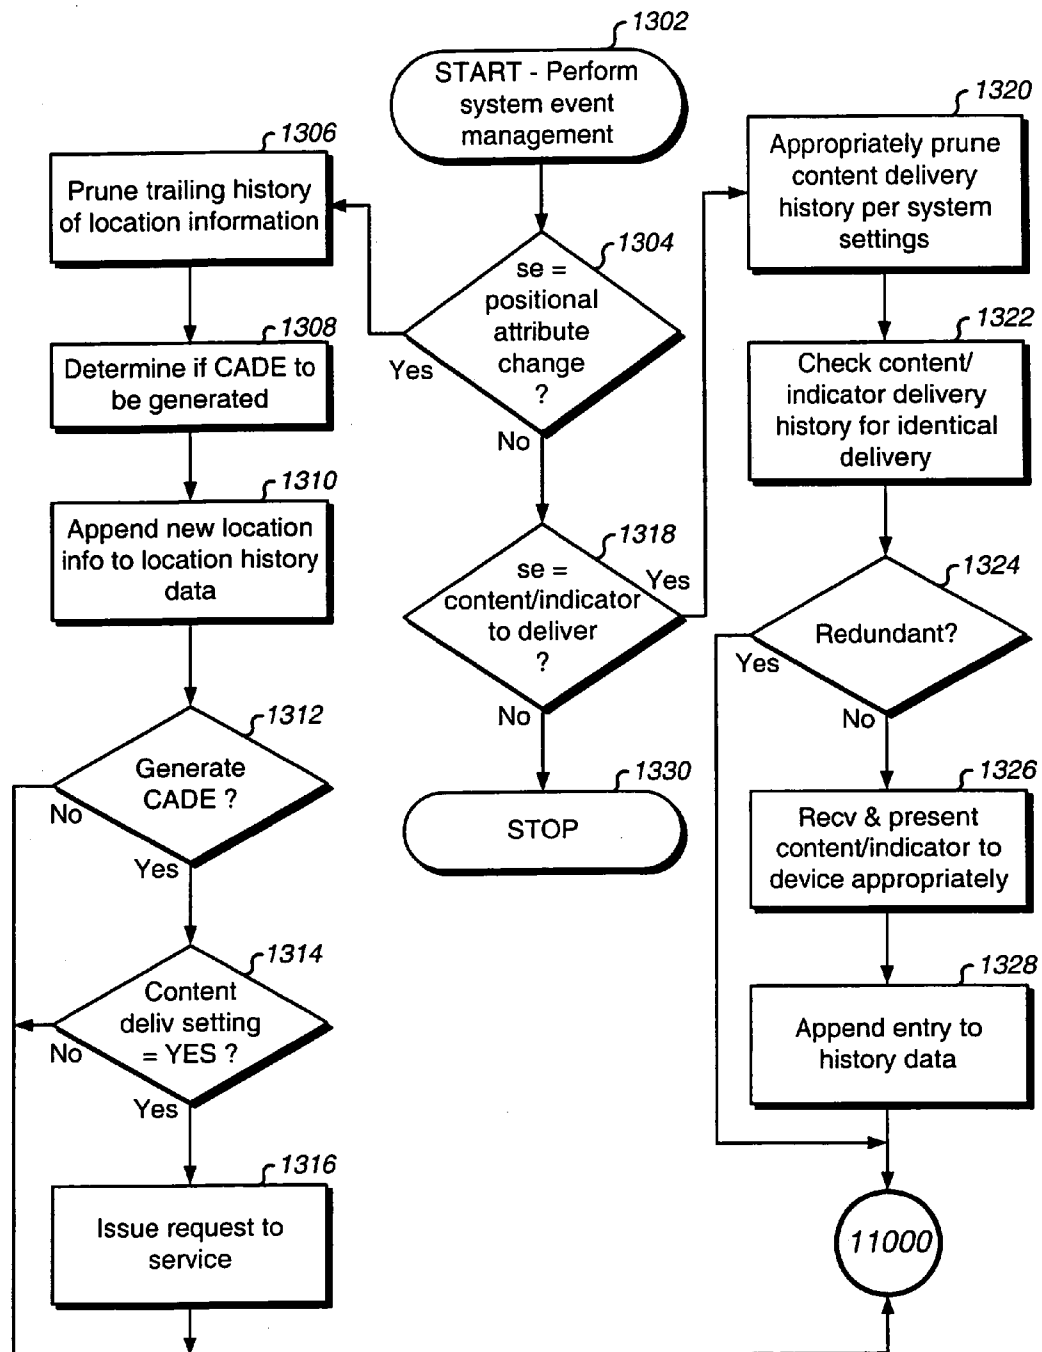 1302
START - Perform
system event
management
1306
Prune trailing history
of location information
1304
se =
positional
attribute
change
?
Yes
No
1308
Determine if CADE to
be generated
1310
Append new location
info to location history
data
1318
se =
content/indicator
to deliver
?
Yes
No
1312
Generate
CADE ?
No
Yes
1330
STOP
1314
Content
deliv setting
= YES ?
No
Yes
1316
Issue request to
service
1320
Appropriately prune
content delivery
history per system
settings
1322
Check content/
indicator delivery
history for identical
delivery
1324
Redundant?
Yes
No
1326
Recv & present
content/indicator to
device appropriately
1328
Append entry to
history data
11000